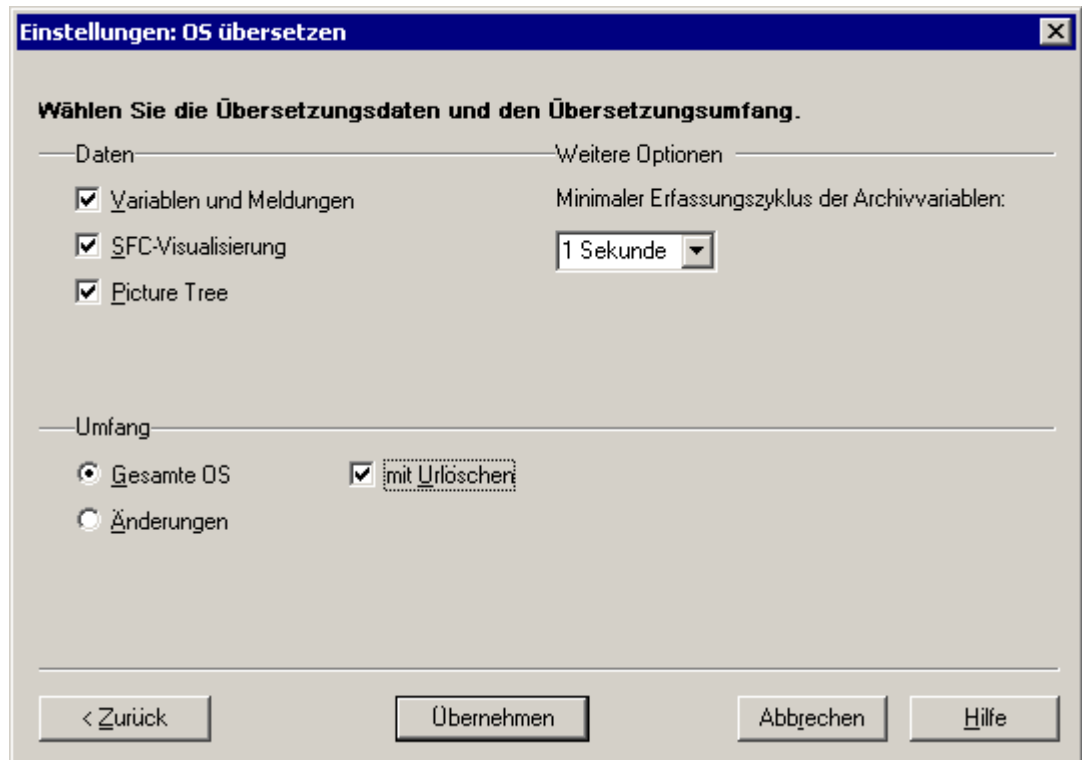 Einstellungen: OS übersetzen
Wählen Sie die Übersetzungsdaten und den Übersetzungsumfang.
Daten
Variablen und Meldungen
SFC-Visualisierung
Picture Tree
Weitere Optionen
Minimaler Erfassungszyklus der Archivvariablen:
1 Sekunde
Umfang
Gesamte OS
mit Urlöschen
Änderungen
< Zurück
Übernehmen
Abbrechen
Hilfe